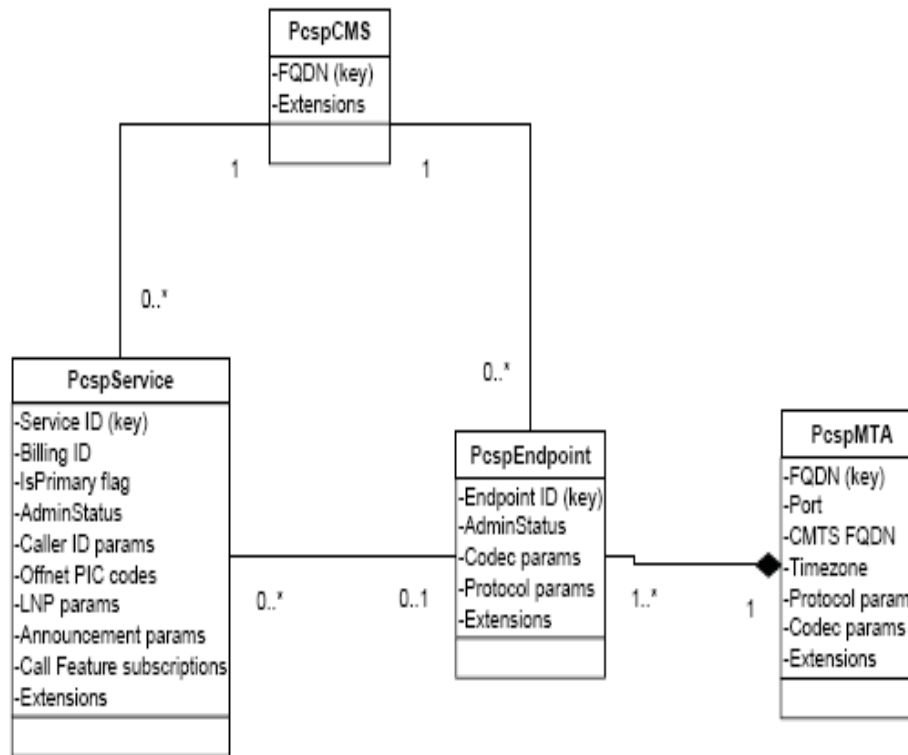 PcspCMS
-FQDN (key)
-Extensions
1
1
0..*
0..*
PcspService
-Service ID (key)
-Billing ID
-IsPrimary flag
-AdminStatus
-Caller ID params
-Offnet PIC codes
-LNP params
-Announcement params
-Call Feature subscriptions
-Extensions
0..*
0..1
PcspEndpoint
-Endpoint ID (key)
-AdminStatus
-Codec params
-Protocol params
-Extensions
1..*
1
PcspMTA
-FQDN (key)
-Port
-CMTS FQDN
-Timezone
-Protocol param
-Codec params
-Extensions